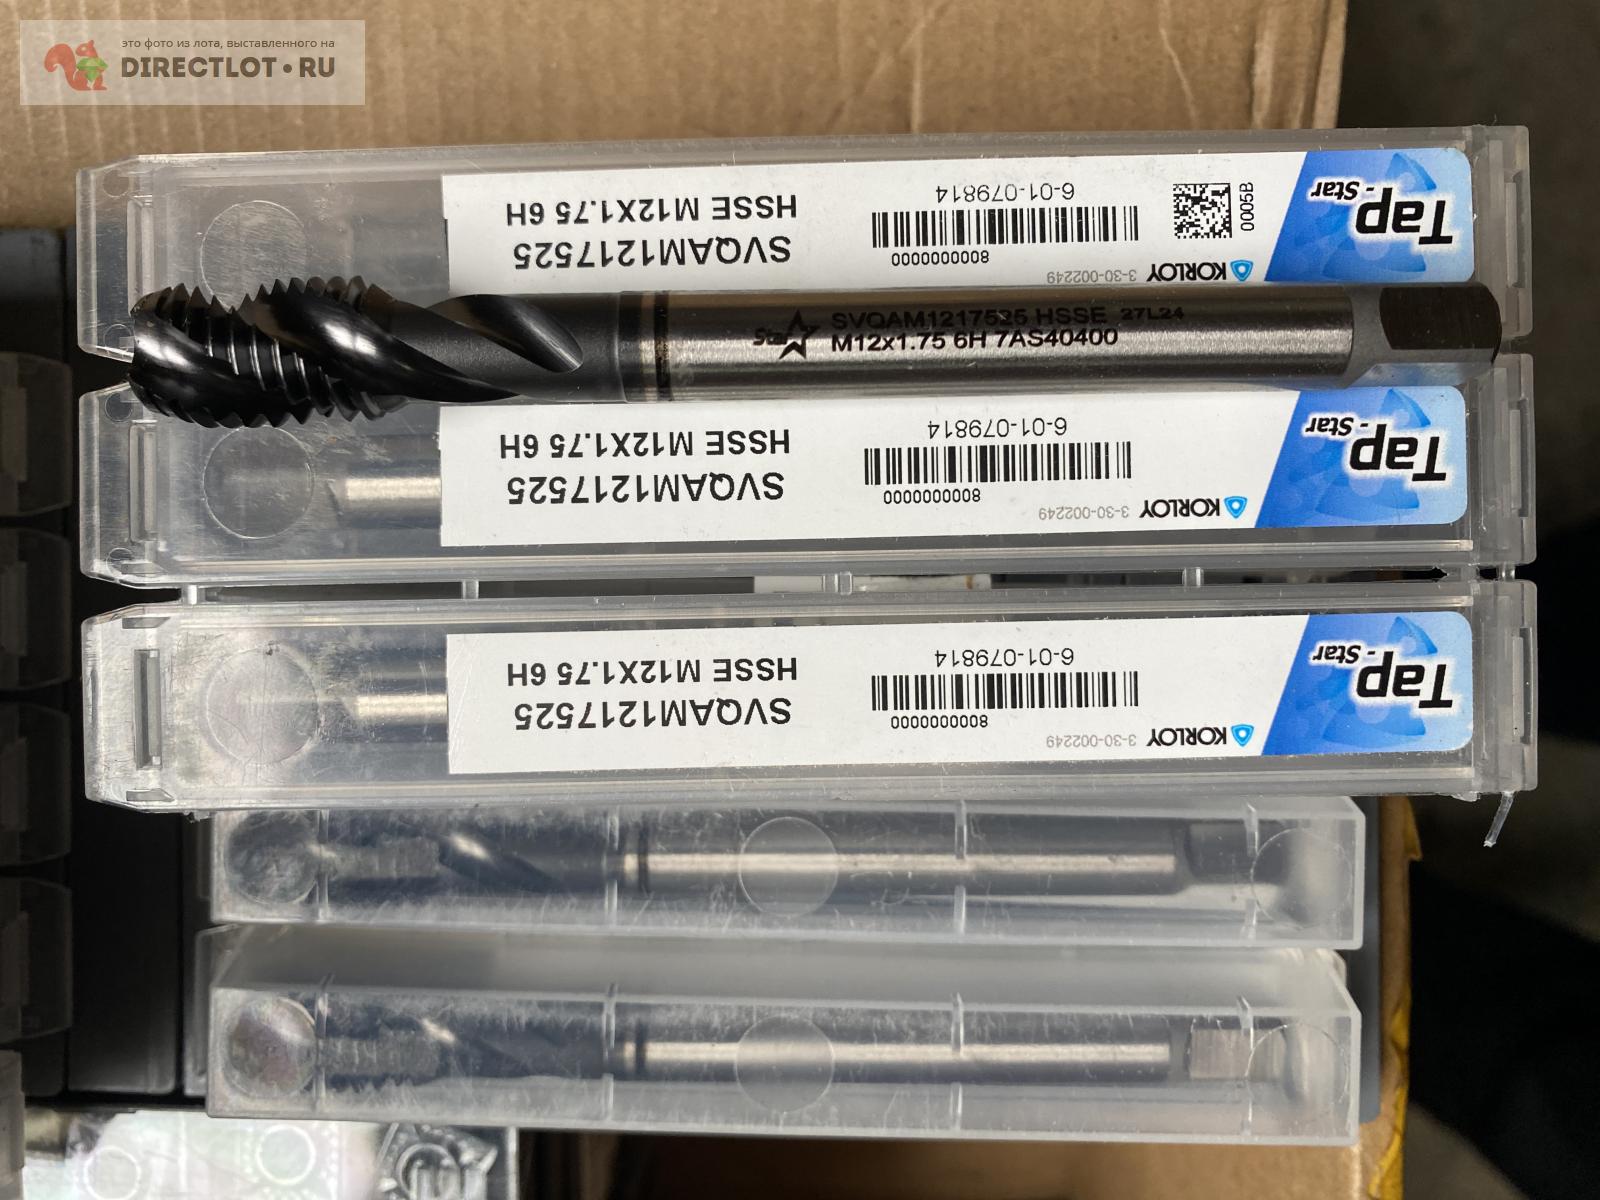 это фото из лота, выставленного на
DIRECTLOT.RU
Tap
- Star
0005B
KORLOY 3-30-002249
80000000000
6-01-079814
SVQAM1217525
HSSE M12X1.75 6H
Star SVQAM1217525 HSSE 27L24
M12x1.75 6H 7AS40400
Tap
- Star
KORLOY 3-30-002249
80000000000
6-01-079814
SVQAM1217525
HSSE M12X1.75 6H
Tap
- Star
KORLOY 3-30-002249
80000000000
6-01-079814
SVQAM1217525
HSSE M12X1.75 6H